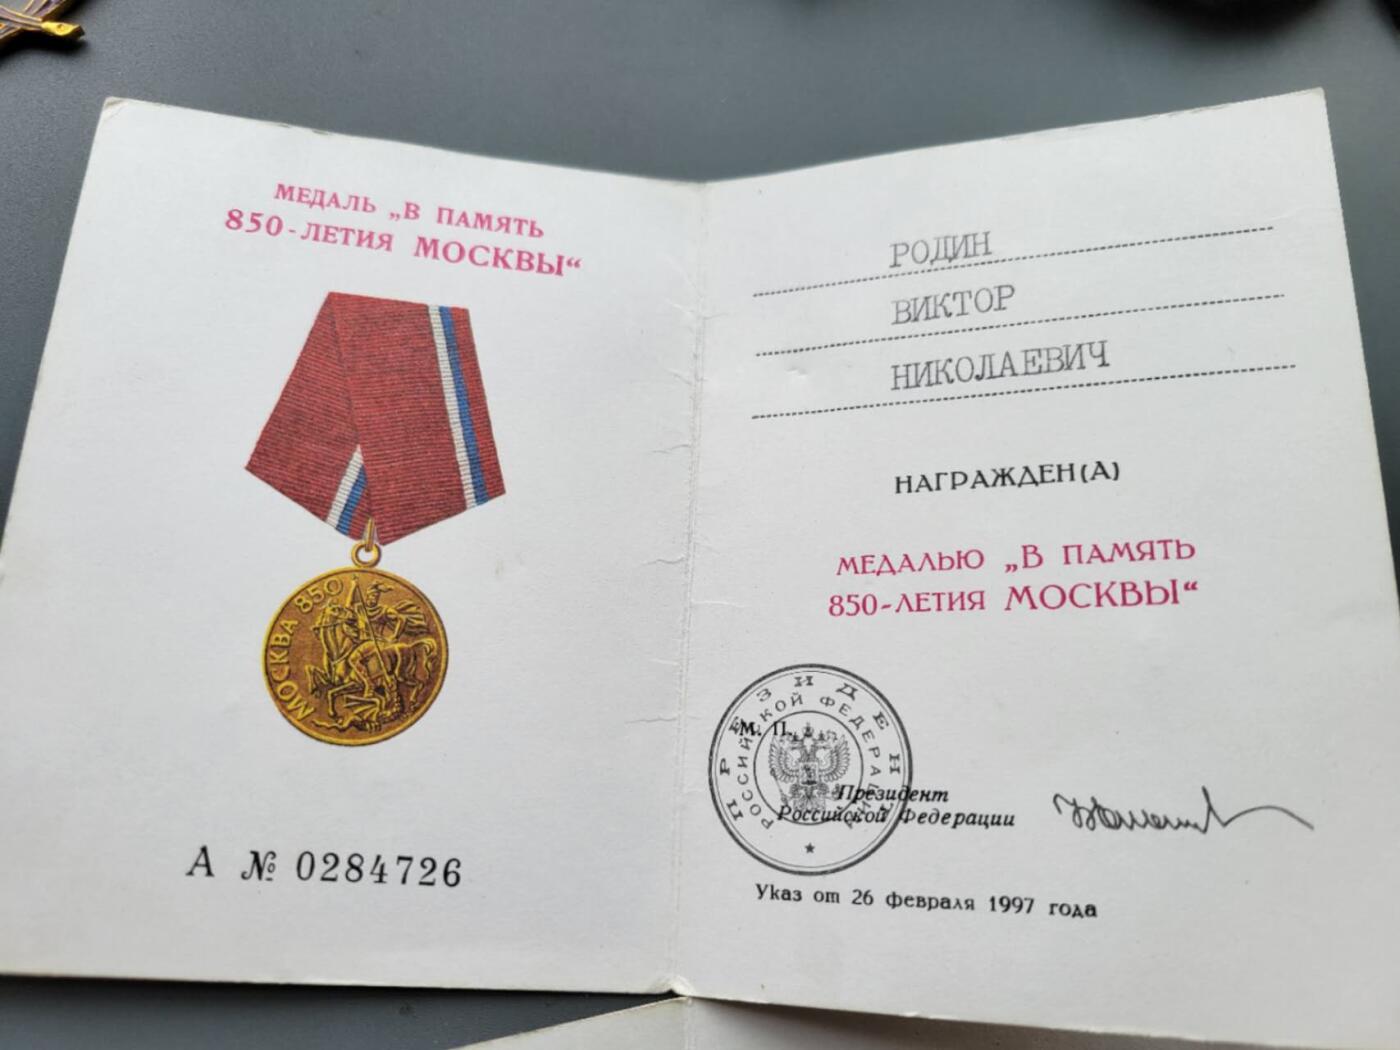 МЕДАЛЬ „В ПАМЯТЬ
850-ЛЕТИЯ МОСКВЫ“
МОСКВА 850
А № 0284726
РОДИН
ВИКТОР
НИКОЛАЕВИЧ
НАГРАЖДЕН(А)
МЕДАЛЬЮ „В ПАМЯТЬ
850-ЛЕТИЯ МОСКВЫ“
ПРЕЗИДЕНТ
РОССИЙСКОЙ ФЕДЕРАЦИИ
М. П.
Президент
Российской Федерации
Указ от 26 февраля 1997 года